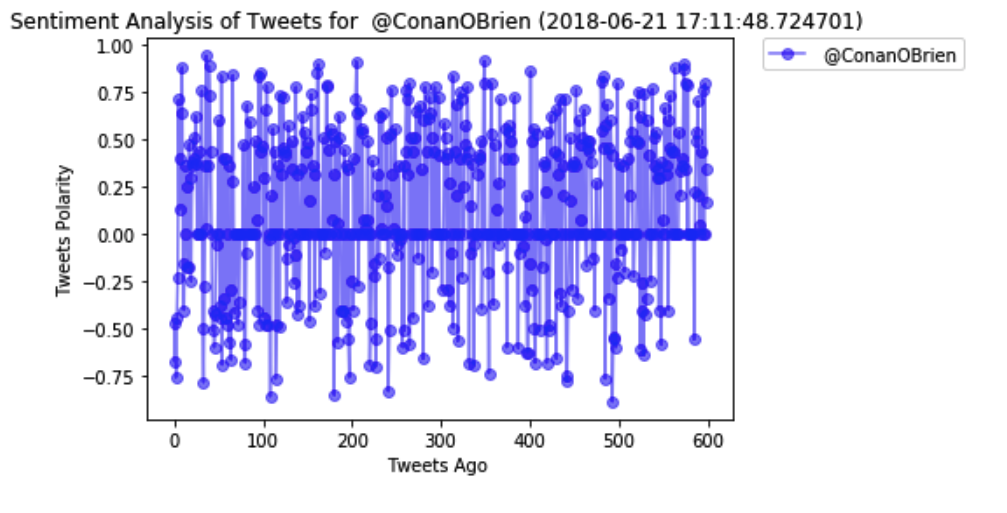 Sentiment Analysis of Tweets for  @ConanOBrien (2018-06-21 17:11:48.724701)
@ConanOBrien
Tweets Polarity
1.00
0.75
0.50
0.25
0.00
−0.25
−0.50
−0.75
0 100 200 300 400 500 600
Tweets Ago